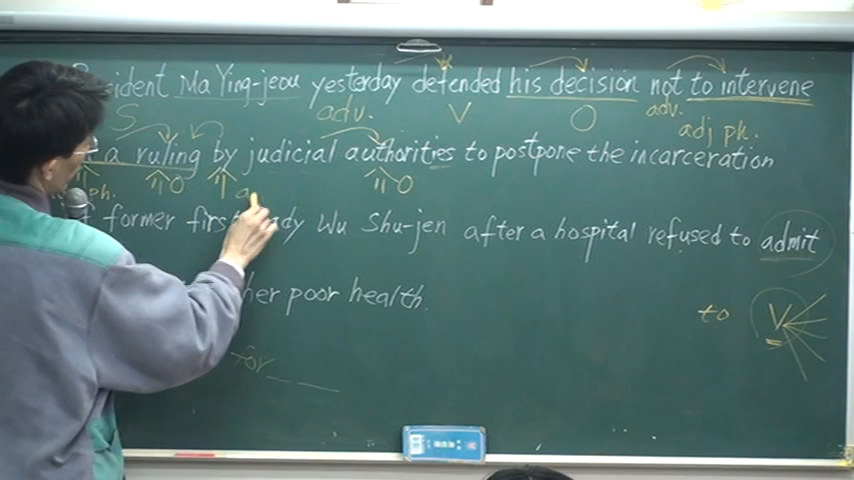 Ma Ying-jeou yesterday defended his decision not to intervene
S adv. V O adv. adj ph.
a ruling by judicial authorities to postpone the incarceration
ph. O O
former first lady Wu Shu-jen after a hospital refused to admit
her poor health.
to V
for